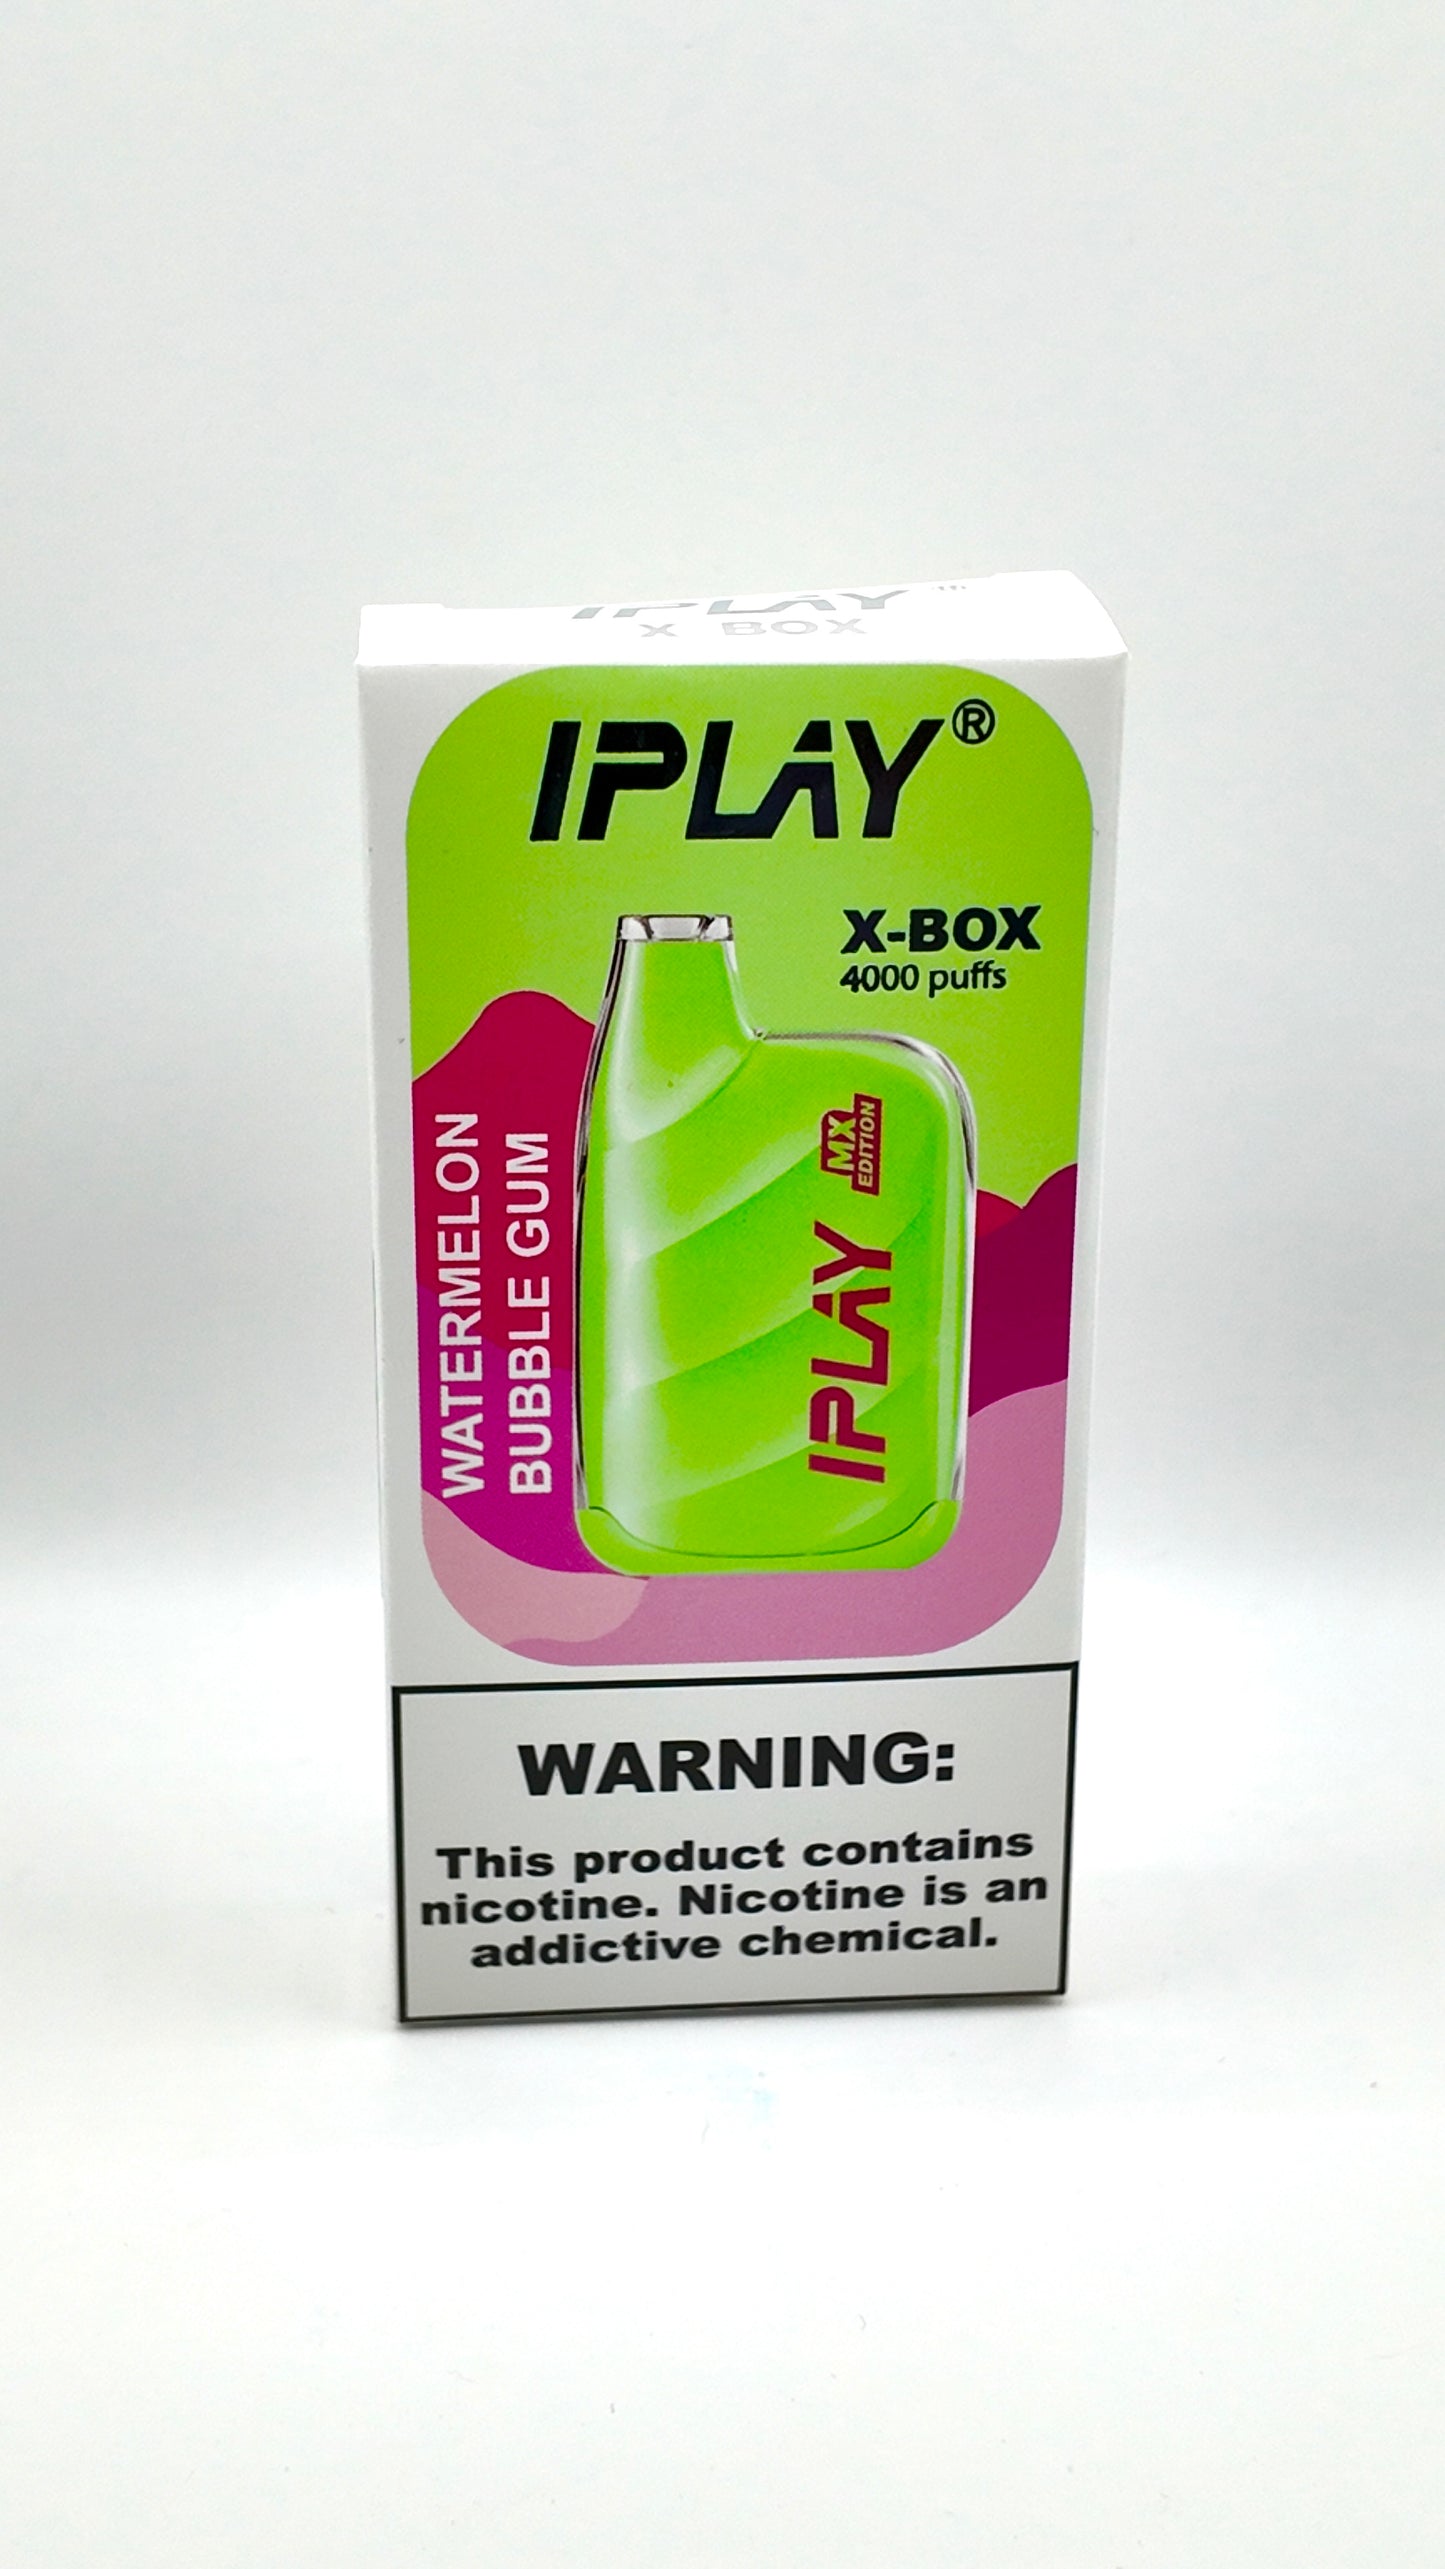 IPLAY
X BOX
IPLAY®
X-BOX
4000 puffs
WATERMELON
BUBBLE GUM
IPLAY
MX
EDITION
WARNING:
This product contains
nicotine. Nicotine is an
addictive chemical.